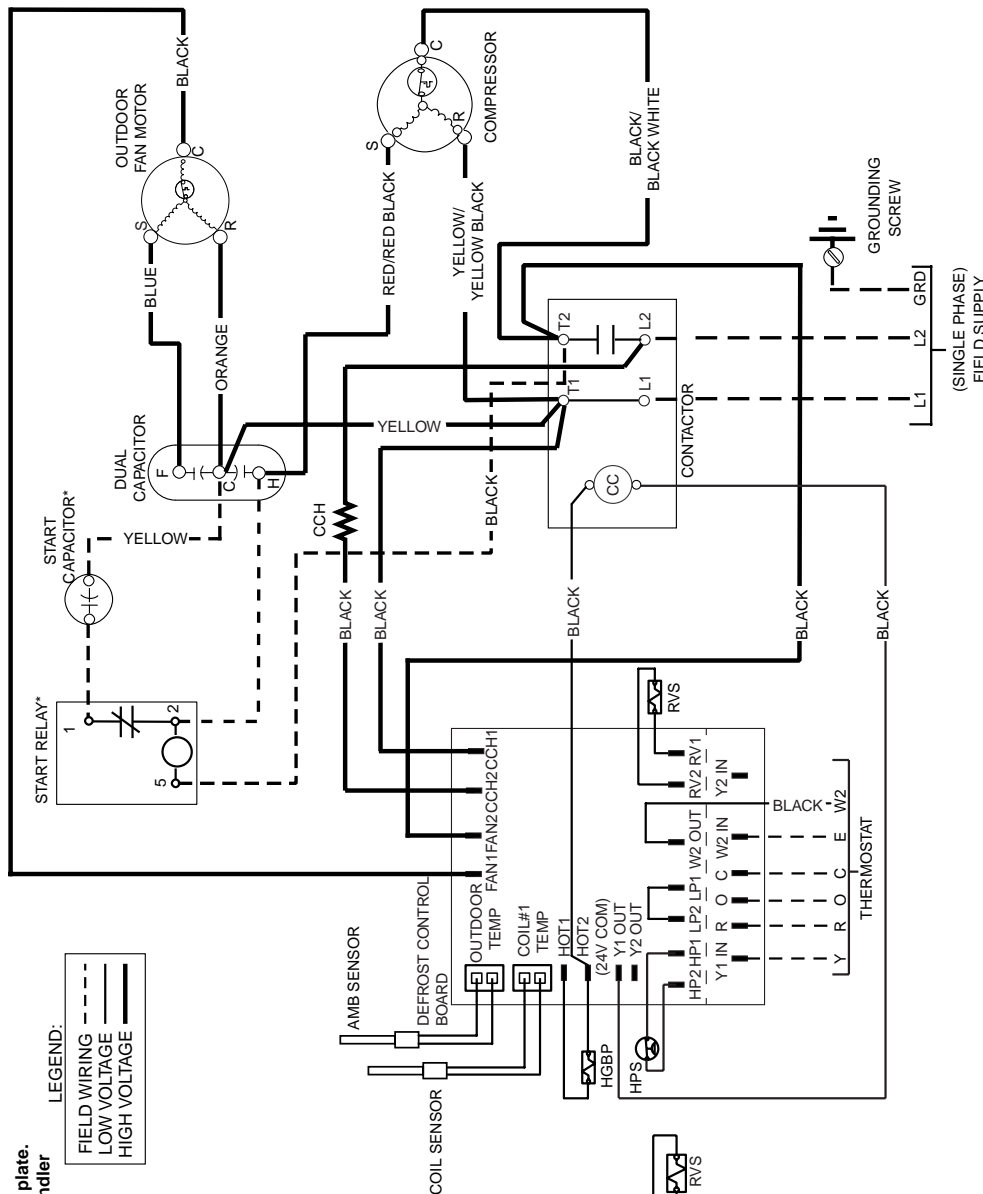 OUTDOOR
FAN MOTOR
S
C
R
BLACK
BLUE
ORANGE
DUAL
CAPACITOR
F
C
H
START
CAPACITOR*
YELLOW
START RELAY*
1
2
5
COMPRESSOR
S
C
R
RED/RED BLACK
YELLOW/
YELLOW BLACK
BLACK/
BLACK WHITE
GROUNDING
SCREW
YELLOW
CCH
BLACK
T1
T2
L1
L2
CC
CONTACTOR
L1
L2
GRD
(SINGLE PHASE)
FIELD SUPPLY
BLACK
BLACK
BLACK
BLACK
BLACK
DEFROST CONTROL
BOARD
FAN1
FAN2
CCH2
CCH1
OUTDOOR
TEMP
COIL#1
TEMP
HOT1
HOT2
(24V COM)
Y1 OUT
Y2 OUT
HP2
HP1
LP2
LP1
W2 OUT
RV2
RV1
Y1 IN
R
O
C
W2 IN
Y2 IN
RVS
BLACK
Y
R
O
C
E
W2
THERMOSTAT
AMB SENSOR
COIL SENSOR
HGBP
HPS
RVS
LEGEND:
FIELD WIRING
LOW VOLTAGE
HIGH VOLTAGE
plate.
ndler